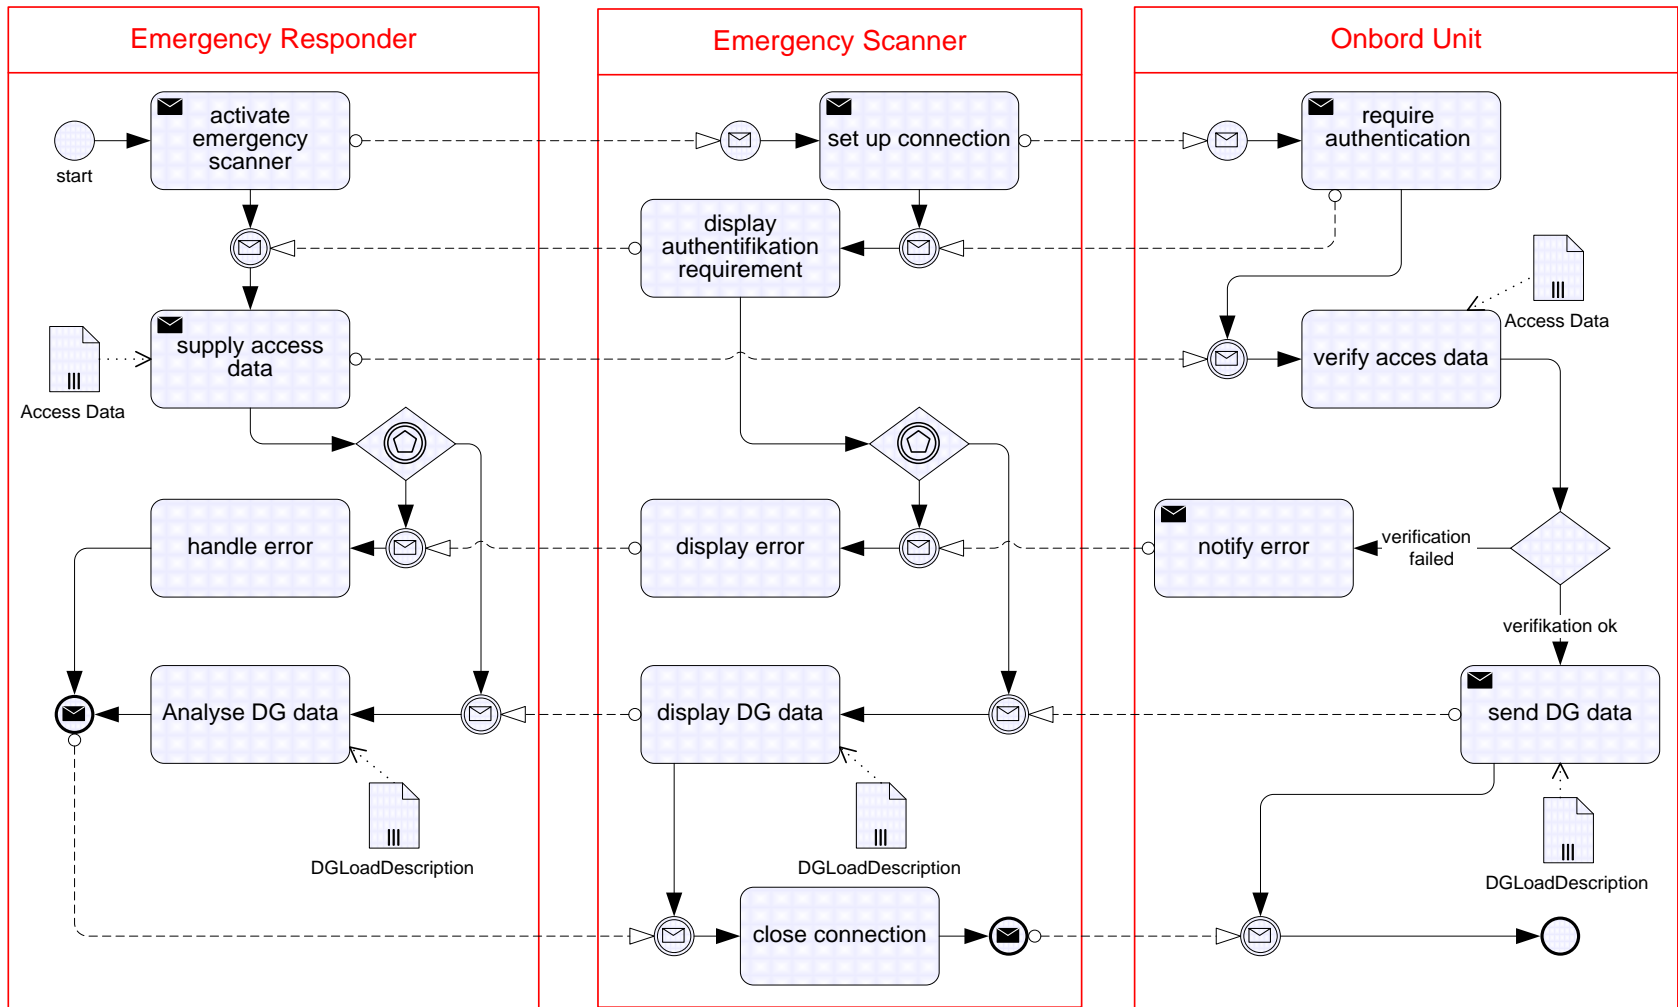 Emergency Responder
Emergency Scanner
Onbord Unit
activate
emergency
scanner
start
set up connection
require
authentication
display
authentifikation
requirement
Access Data
supply access
data
Access Data
verify acces data
handle error
display error
notify error
verification
failed
verifikation ok
Analyse DG data
display DG data
send DG data
DGLoadDescription
DGLoadDescription
DGLoadDescription
close connection